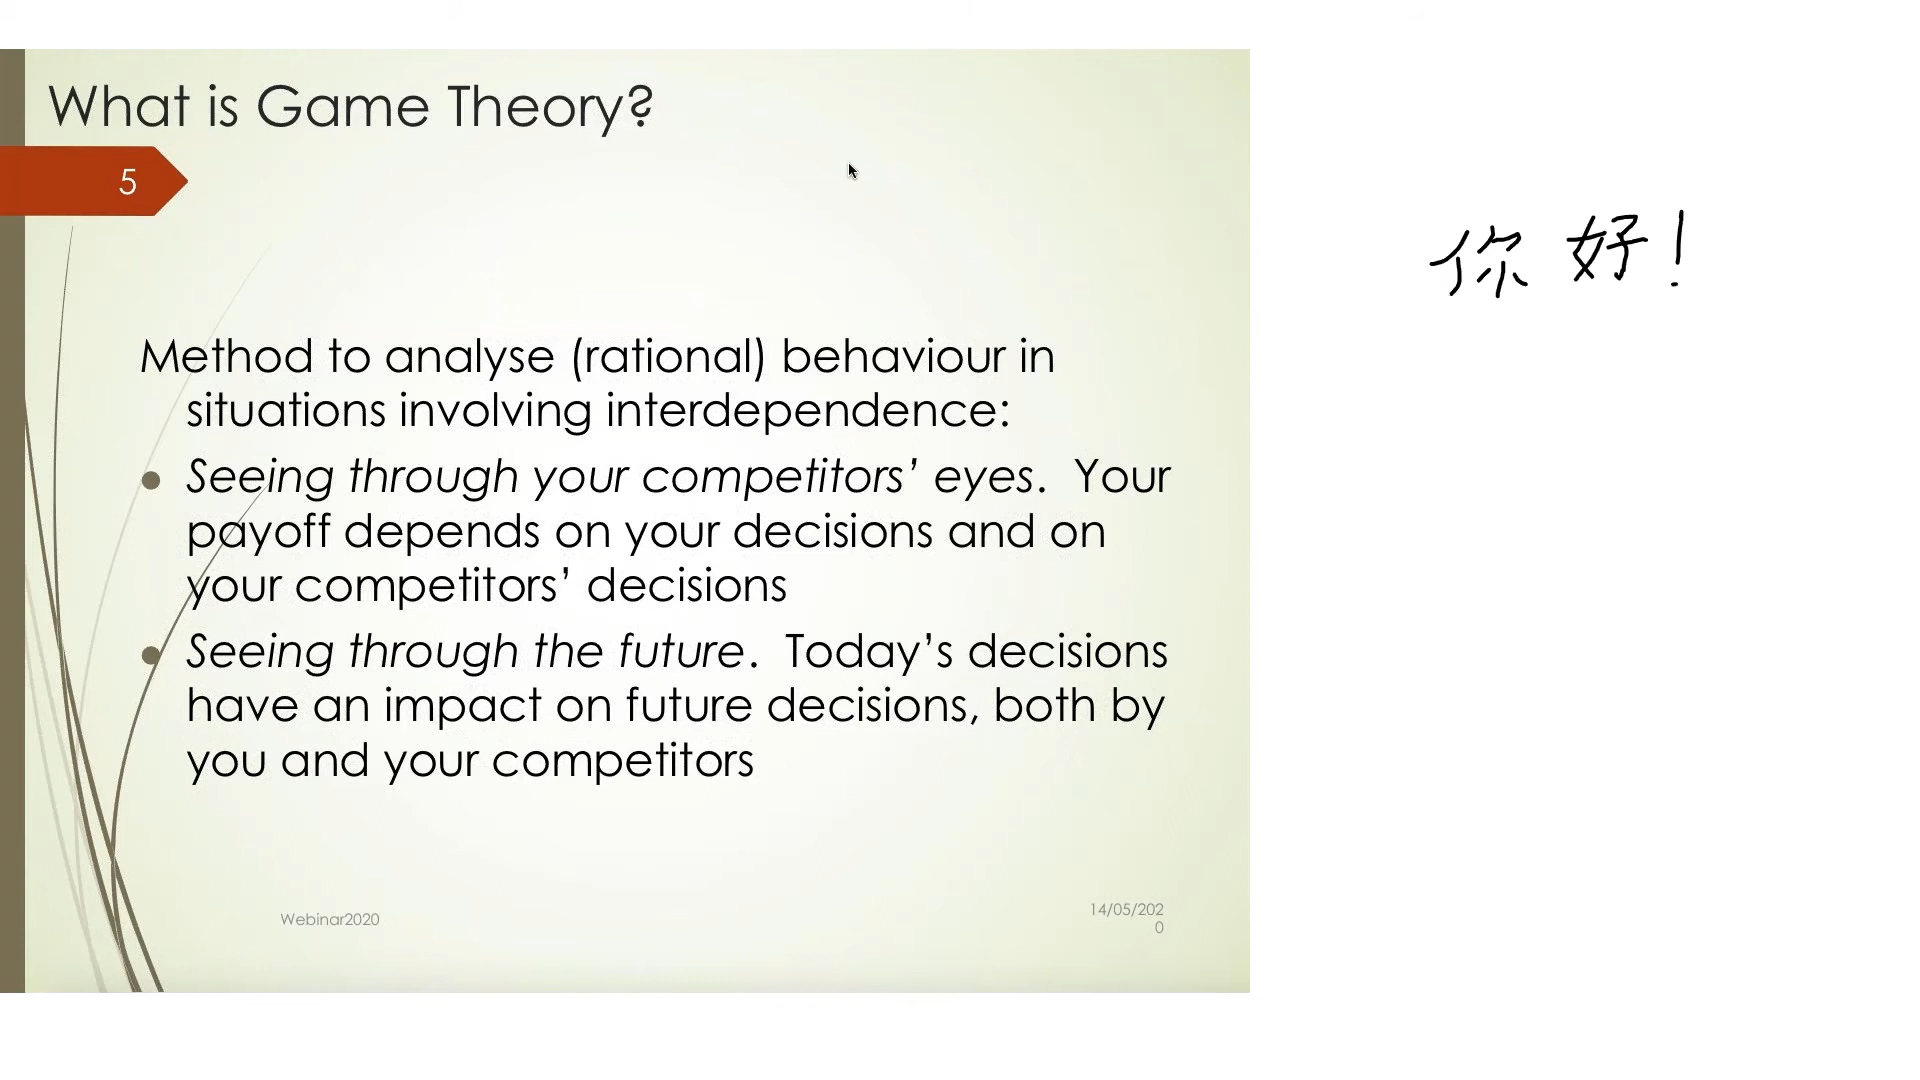 What is Game Theory?
5
Method to analyse (rational) behaviour in
situations involving interdependence:
● Seeing through your competitors’ eyes. Your
payoff depends on your decisions and on
your competitors’ decisions
● Seeing through the future. Today’s decisions
have an impact on future decisions, both by
you and your competitors
Webinar2020
14/05/202
0
你好!